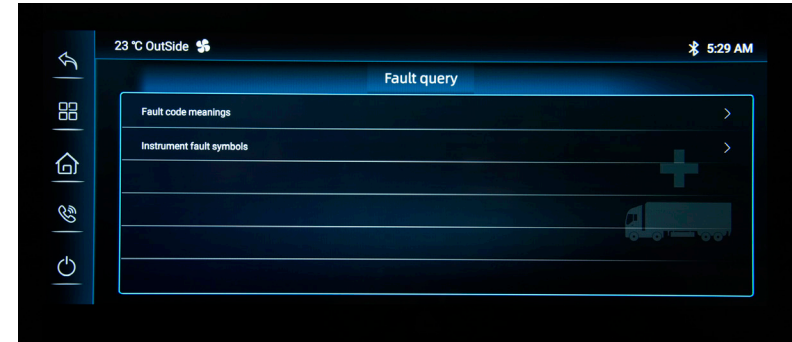 23 ℃ OutSide
5:29 AM
Fault query
Fault code meanings
Instrument fault symbols